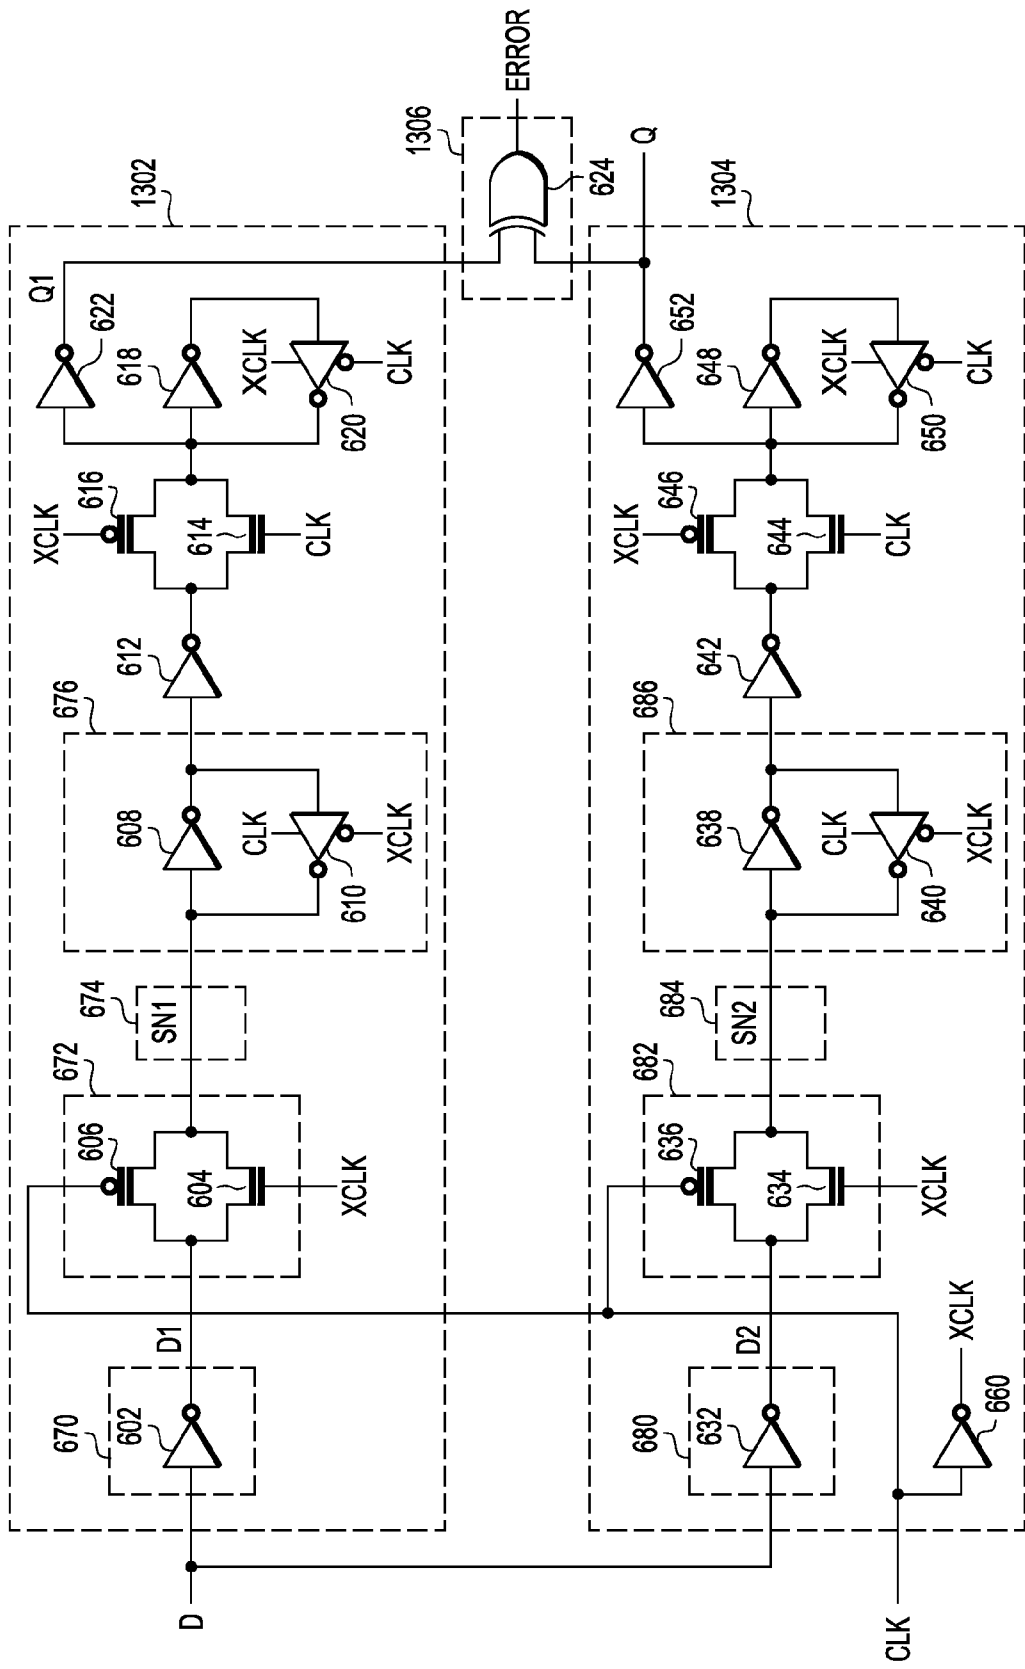 1302
Q1
622
676
616
XCLK
618
672
674
612
608
SN1
606
670
602
D1
604
614
XCLK
620
CLK
CLK
610
XCLK
XCLK
CLK
D
1306
ERROR
624
Q
1304
652
686
646
XCLK
648
682
684
642
638
SN2
636
680
632
D2
634
644
XCLK
650
CLK
CLK
640
XCLK
XCLK
CLK
XCLK
660
CLK